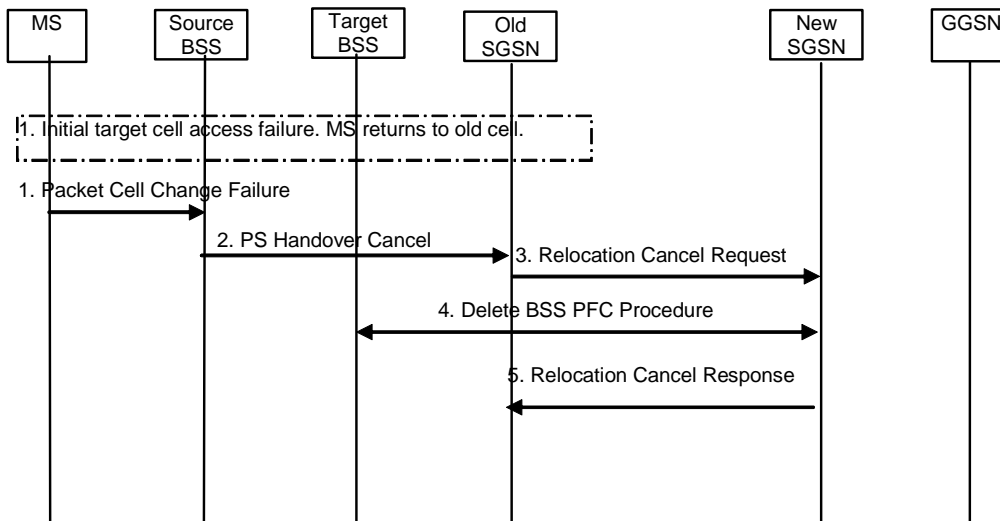 MS
Source
BSS
Target
BSS
Old
SGSN
New
SGSN
GGSN
1. Initial target cell access failure. MS returns to old cell.
1. Packet Cell Change Failure
2. PS Handover Cancel
3. Relocation Cancel Request
4. Delete BSS PFC Procedure
5. Relocation Cancel Response